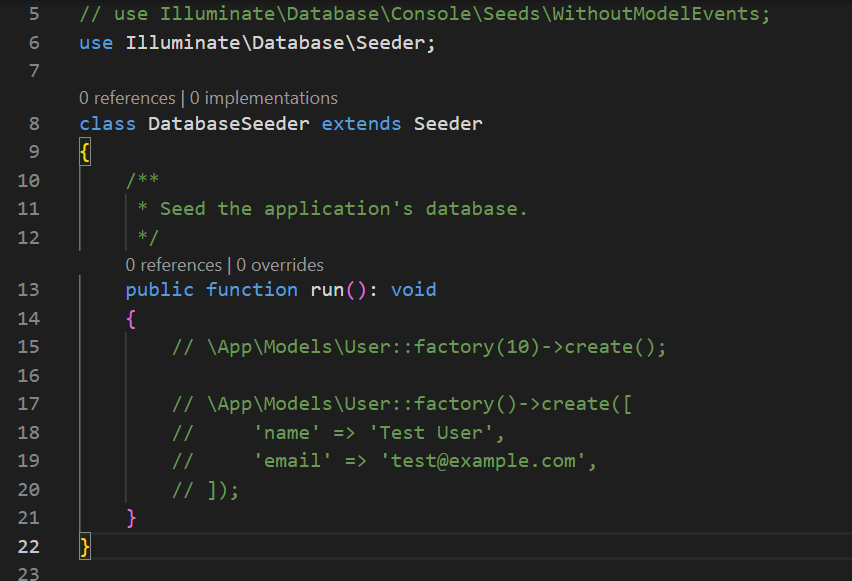 5 // use Illuminate\Database\Console\Seeds\WithoutModelEvents;
6 use Illuminate\Database\Seeder;
7
0 references | 0 implementations
8 class DatabaseSeeder extends Seeder
9 {
10 /**
11 * Seed the application's database.
12 */
0 references | 0 overrides
13 public function run(): void
14 {
15 // \App\Models\User::factory(10)->create();
16
17 // \App\Models\User::factory()->create([
18 //     'name' => 'Test User',
19 //     'email' => 'test@example.com',
20 // ]);
21 }
22 }
23